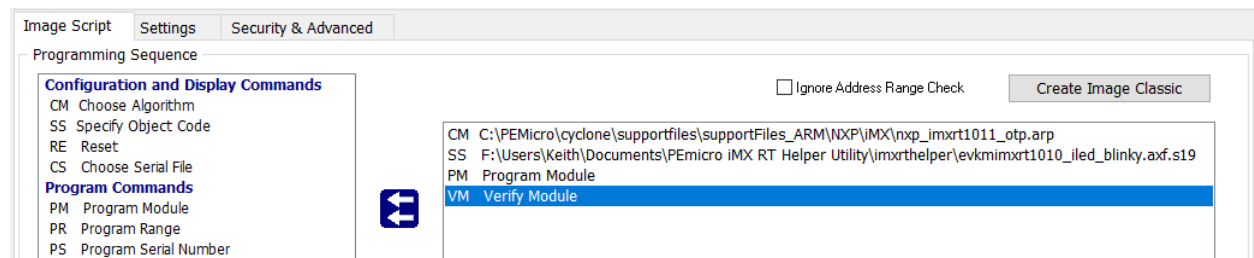 Image Script Settings Security & Advanced
Programming Sequence
Configuration and Display Commands
CM Choose Algorithm
SS Specify Object Code
RE Reset
CS Choose Serial File
Program Commands
PM Program Module
PR Program Range
PS Program Serial Number
Ignore Address Range Check
Create Image Classic
CM C:\PEMicro\cyclone\supportfiles\supportFiles_ARM\NXP\iMX\nxp_imxrt1011_otp.arp
SS F:\Users\Keith\Documents\PEmicro iMX RT Helper Utility\imxrthelper\evkmimxrt1010_iled_blinky.axf.s19
PM Program Module
VM Verify Module